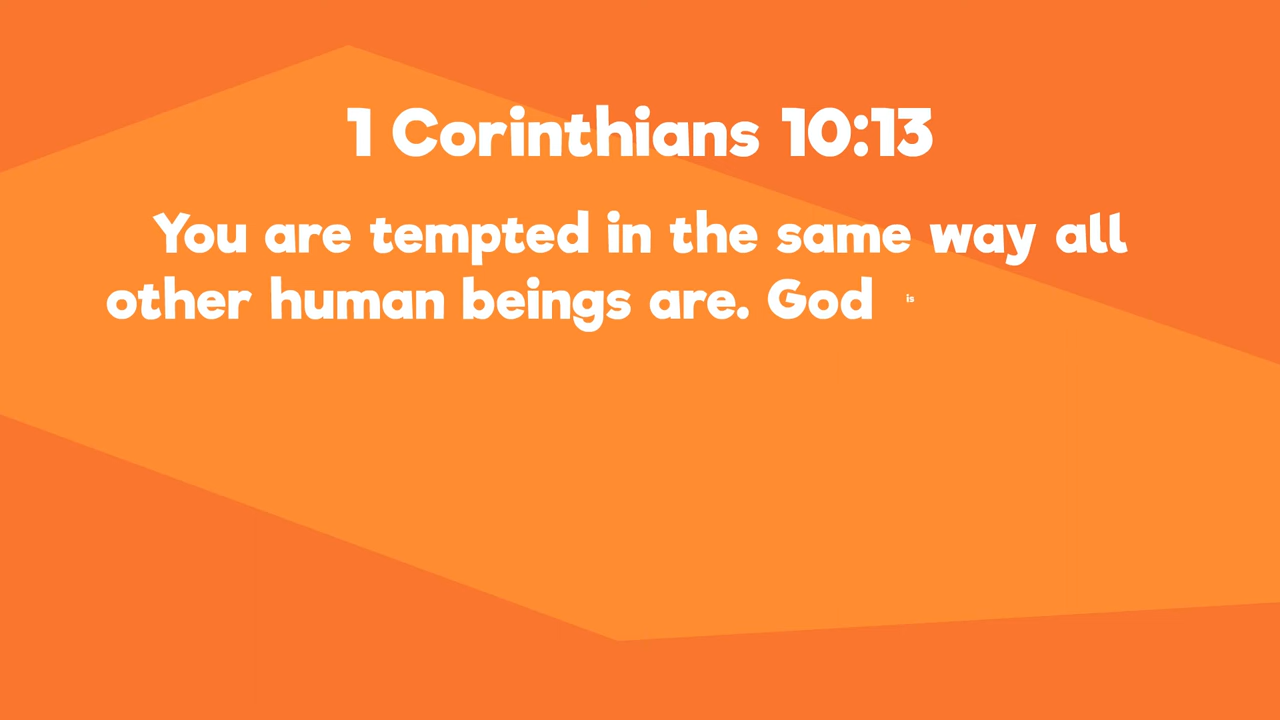 1 Corinthians 10:13
You are tempted in the same way all
other human beings are. God is